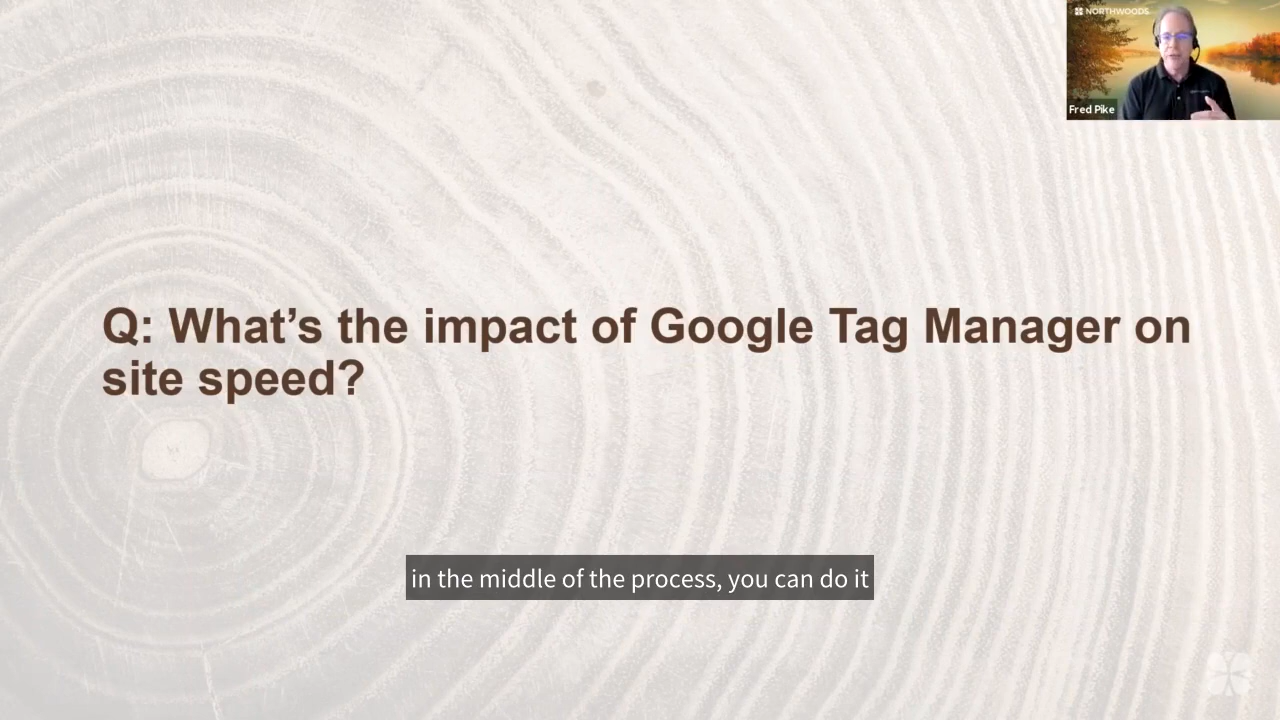 NORTHWOODS
Fred Pike
Q: What's the impact of Google Tag Manager on
site speed?
in the middle of the process, you can do it